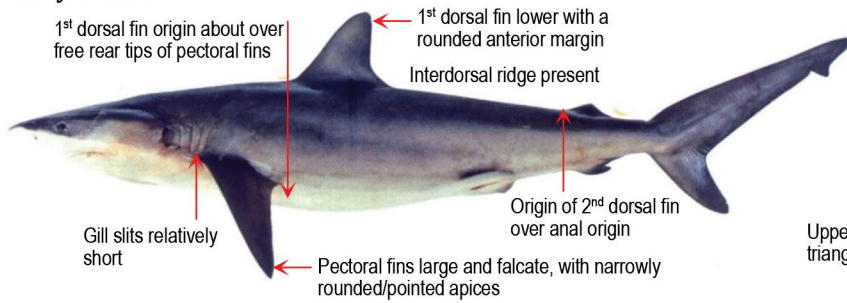 1st dorsal fin origin about over
free rear tips of pectoral fins
1st dorsal fin lower with a
rounded anterior margin
Interdorsal ridge present
Gill slits relatively
short
Origin of 2nd dorsal fin
over anal origin
Pectoral fins large and falcate, with narrowly
rounded/pointed apices